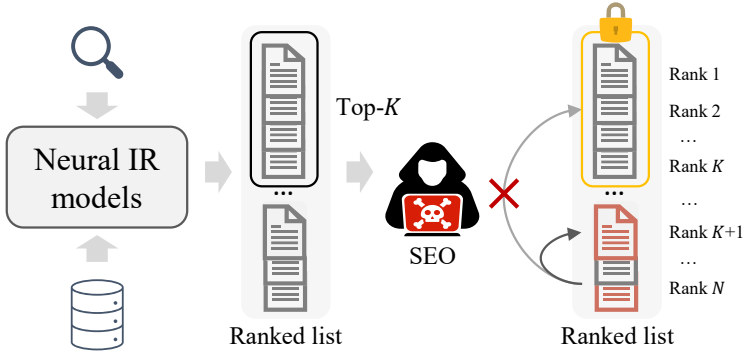 Neural IR
models
...
Ranked list
Top-K
SEO
...
Ranked list
Rank 1
Rank 2
...
Rank K
...
Rank K+1
...
Rank N